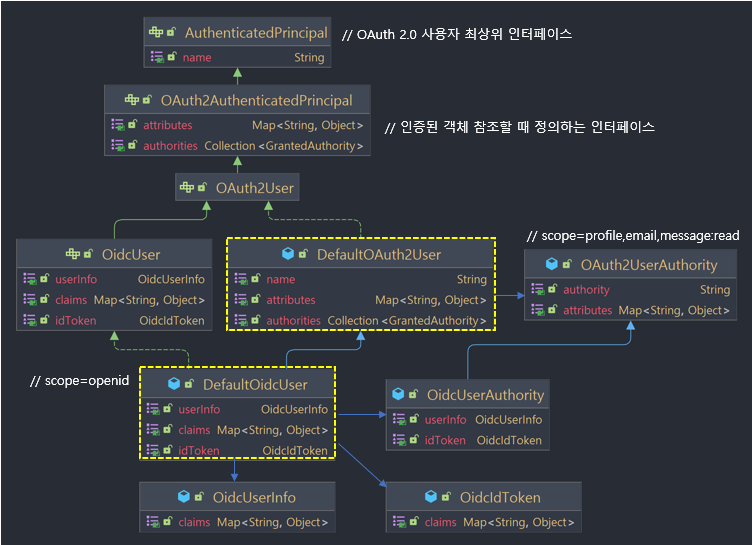 AuthenticatedPrincipal
// OAuth 2.0 사용자 최상위 인터페이스
name String
OAuth2AuthenticatedPrincipal
attributes Map<String, Object>
// 인증된 객체 참조할 때 정의하는 인터페이스
authorities Collection <GrantedAuthority>
OAuth2User
// scope=profile,email,message:read
OidcUser
userInfo OidcUserInfo
claims Map<String, Object>
idToken OidcIdToken
DefaultOAuth2User
name String
attributes Map<String, Object>
authorities Collection <GrantedAuthority>
OAuth2UserAuthority
authority String
attributes Map<String, Object>
// scope=openid
DefaultOidcUser
userInfo OidcUserInfo
claims Map<String, Object>
idToken OidcIdToken
OidcUserAuthority
userInfo OidcUserInfo
idToken OidcIdToken
OidcUserInfo
claims Map<String, Object>
OidcIdToken
claims Map<String, Object>